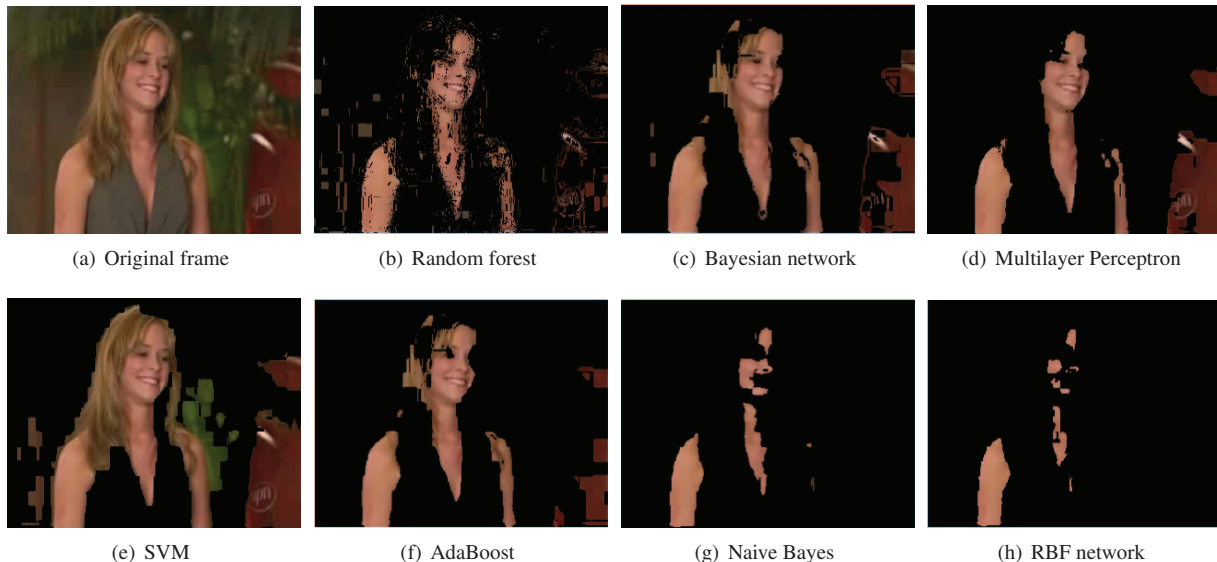 (a) Original frame
(b) Random forest
(c) Bayesian network
(d) Multilayer Perceptron
(e) SVM
(f) AdaBoost
(g) Naive Bayes
(h) RBF network